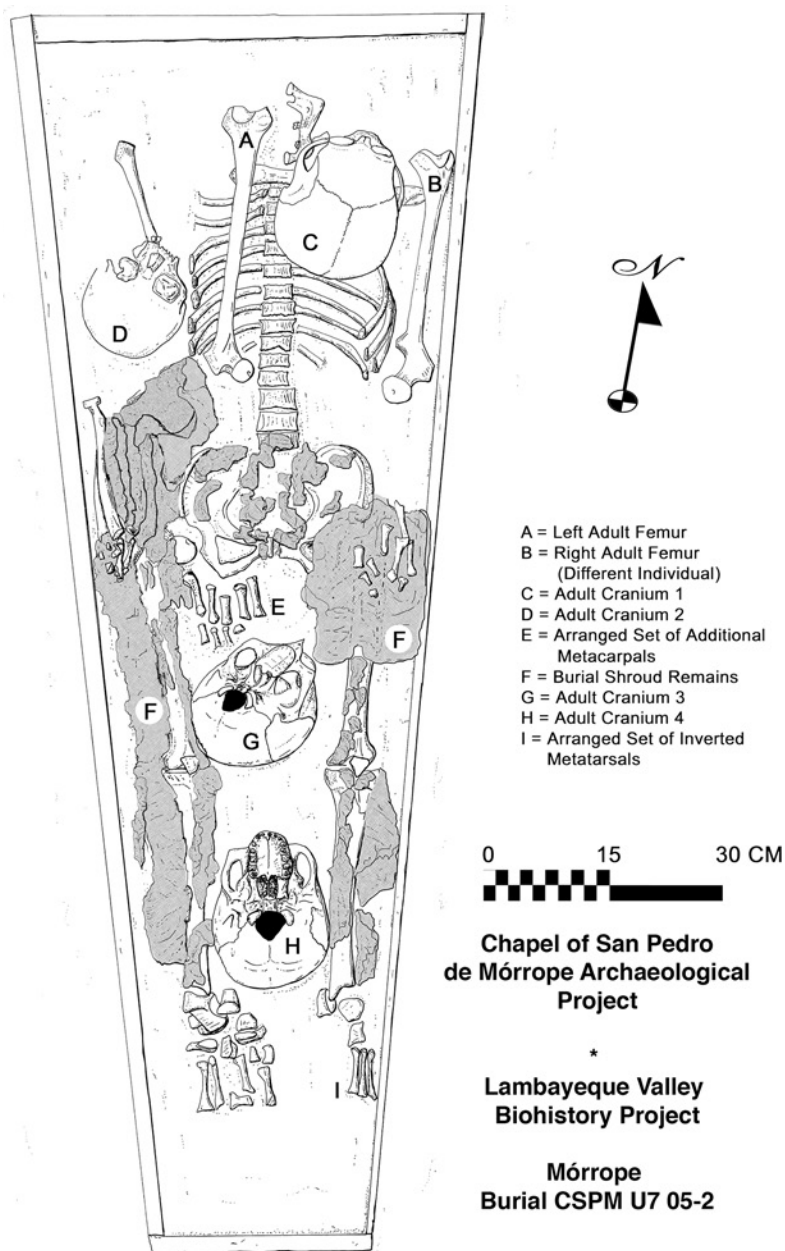 A
B
C
D
N
E
F
F
G
H
I
A = Left Adult Femur
B = Right Adult Femur
(Different Individual)
C = Adult Cranium 1
D = Adult Cranium 2
E = Arranged Set of Additional
Metacarpals
F = Burial Shroud Remains
G = Adult Cranium 3
H = Adult Cranium 4
I = Arranged Set of Inverted
Metatarsals
0 15 30 CM
Chapel of San Pedro
de Mórrope Archaeological
Project
*
Lambayeque Valley
Biohistory Project
Mórrope
Burial CSPM U7 05-2